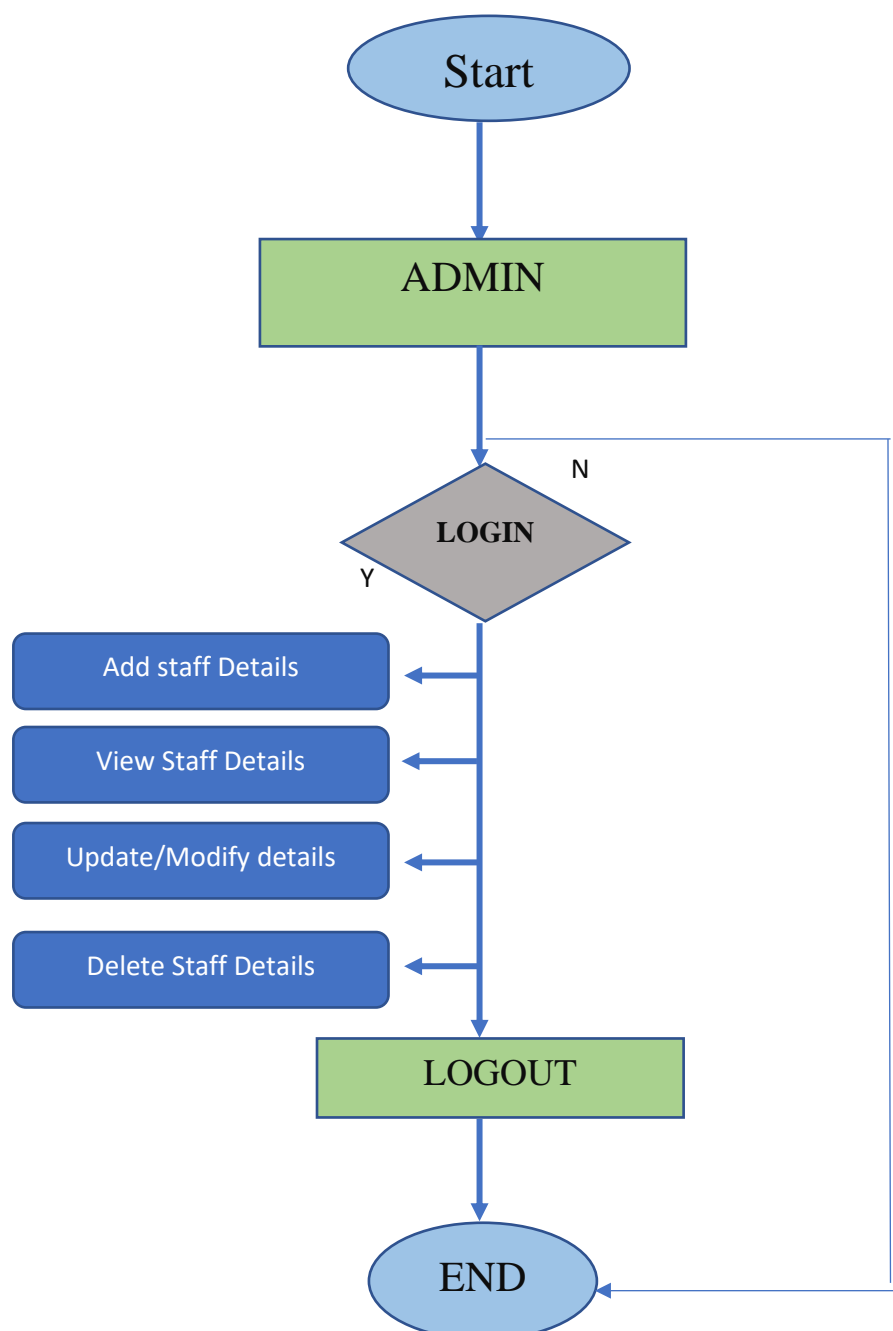 Start
ADMIN
N
LOGIN
Y
Add staff Details
View Staff Details
Update/Modify details
Delete Staff Details
LOGOUT
END